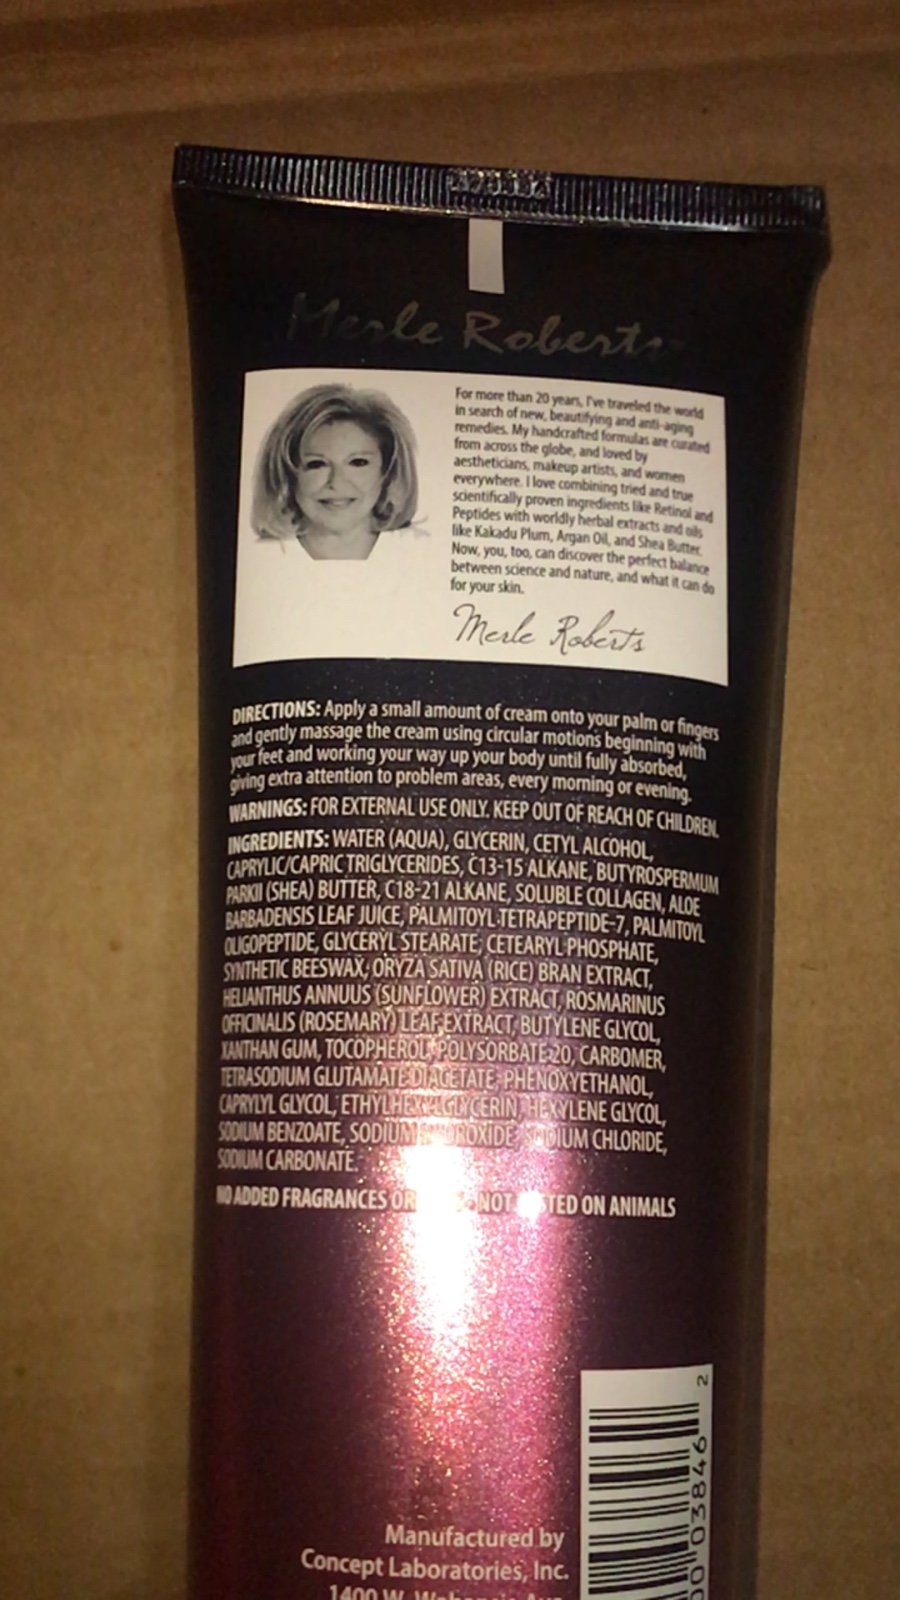 Merle Roberts
For more than 20 years, I've traveled the world
in search of new, beautifying and anti-aging
remedies. My handcrafted formulas are curated
from across the globe, and loved by
aestheticians, makeup artists, and women
everywhere. I love combining tried and true
scientifically proven ingredients like Retinol and
Peptides with worldly herbal extracts and oils
like Kakadu Plum, Argan Oil, and Shea Butter.
Now, you, too, can discover the perfect balance
between science and nature, and what it can do
for your skin.
Merle Roberts
DIRECTIONS: Apply a small amount of cream onto your palm or fingers
and gently massage the cream using circular motions beginning with
your feet and working your way up your body until fully absorbed,
giving extra attention to problem areas, every morning or evening.
WARNINGS: FOR EXTERNAL USE ONLY. KEEP OUT OF REACH OF CHILDREN.
INGREDIENTS: WATER (AQUA), GLYCERIN, CETYL ALCOHOL,
CAPRYLIC/CAPRIC TRIGLYCERIDES, C13-15 ALKANE, BUTYROSPERMUM
PARKII (SHEA) BUTTER, C18-21 ALKANE, SOLUBLE COLLAGEN, ALOE
BARBADENSIS LEAF JUICE, PALMITOYL TETRAPEPTIDE-7, PALMITOYL
OLIGOPEPTIDE, GLYCERYL STEARATE, CETEARYL PHOSPHATE,
SYNTHETIC BEESWAX, ORYZA SATIVA (RICE) BRAN EXTRACT,
HELIANTHUS ANNUUS (SUNFLOWER) EXTRACT, ROSMARINUS
OFFICINALIS (ROSEMARY) LEAF EXTRACT, BUTYLENE GLYCOL,
XANTHAN GUM, TOCOPHEROL, POLYSORBATE 20, CARBOMER,
TETRASODIUM GLUTAMATE DIACETATE, PHENOXYETHANOL,
CAPRYLYL GLYCOL, ETHYLHEXYLGLYCERIN, HEXYLENE GLYCOL,
SODIUM BENZOATE, SODIUM HYDROXIDE, SODIUM CHLORIDE,
SODIUM CARBONATE.
NO ADDED FRAGRANCES OR NOT TESTED ON ANIMALS
Manufactured by
Concept Laboratories, Inc.
1400 W.
03846 2